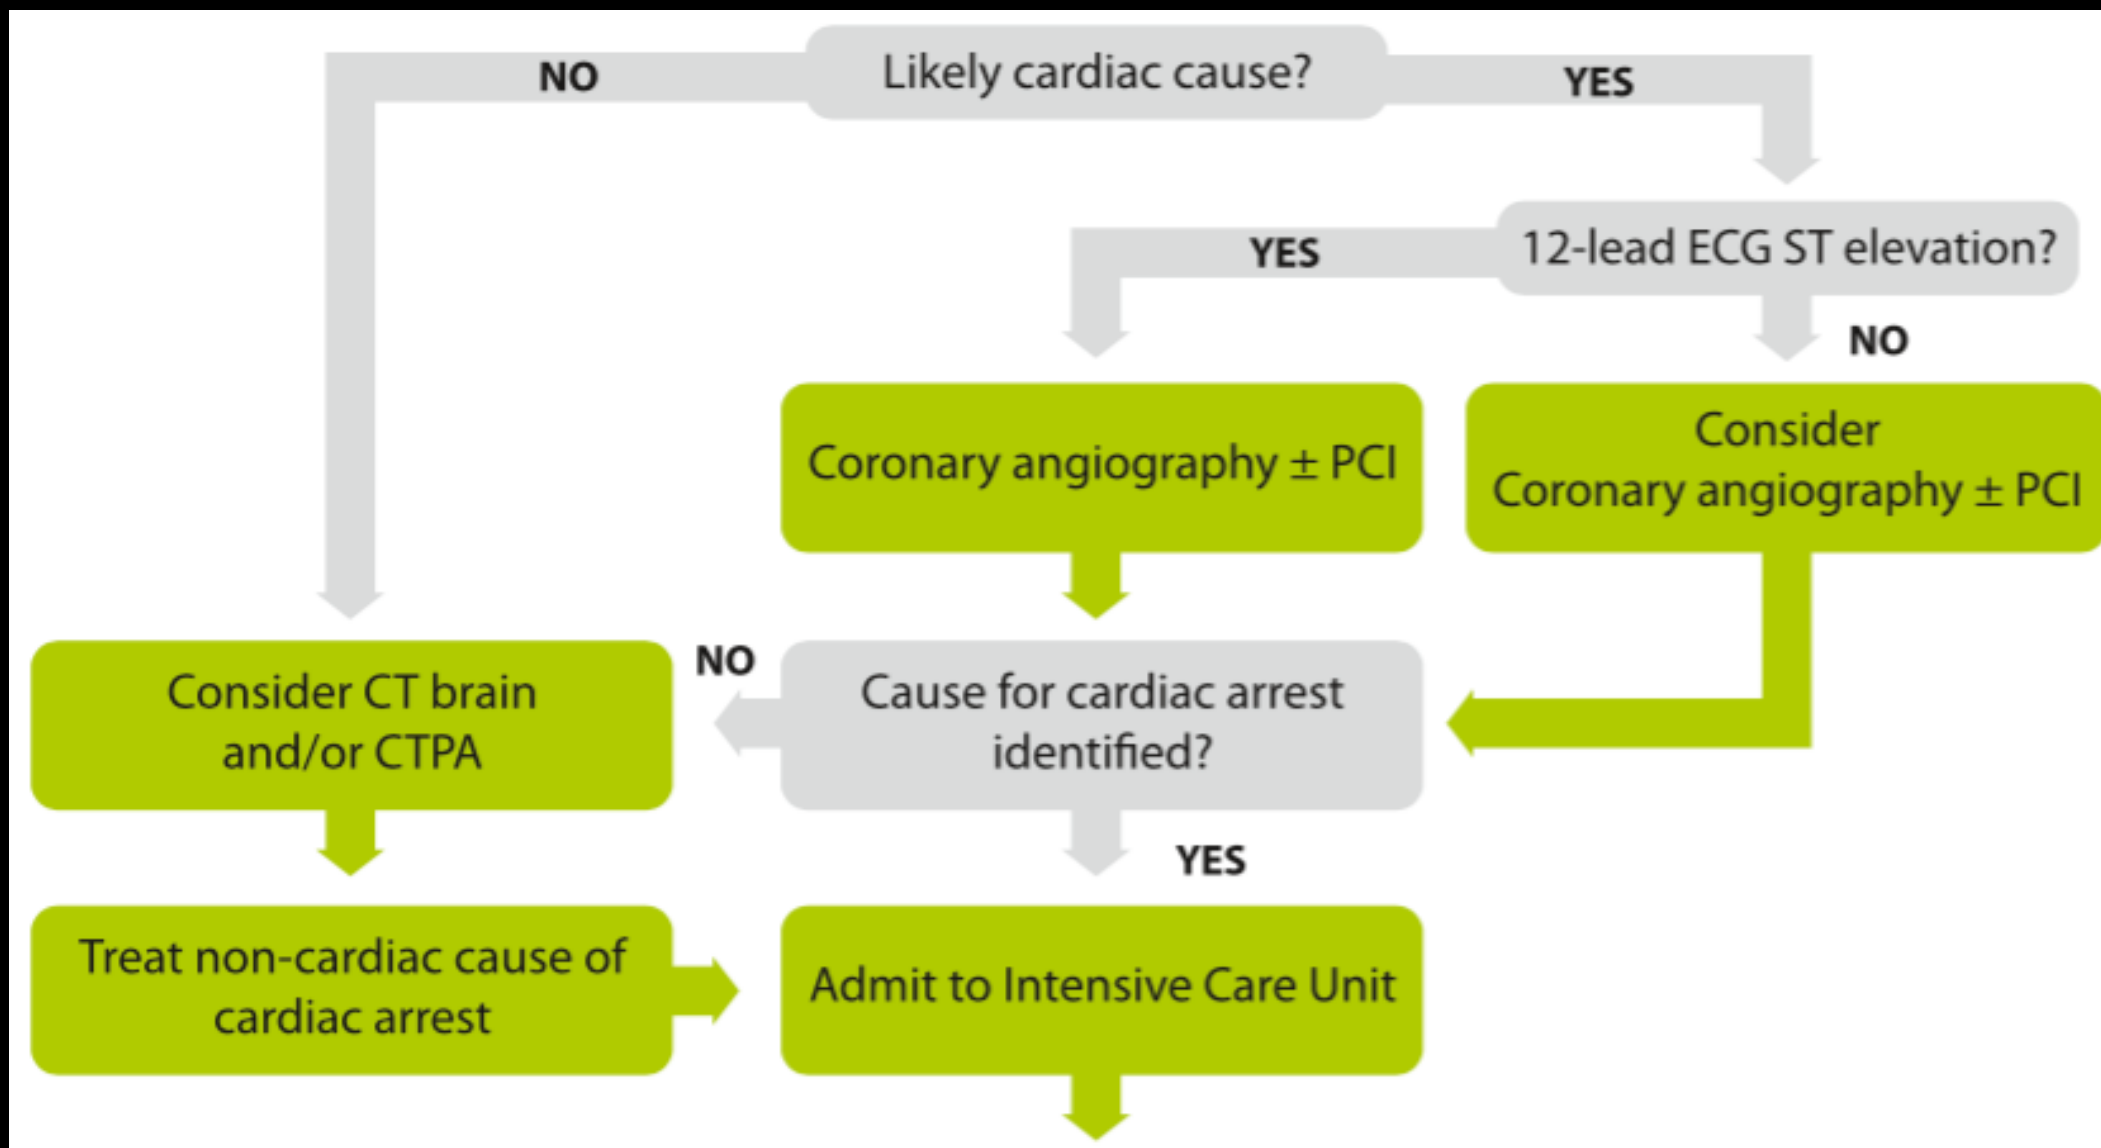 Likely cardiac cause?
NO
YES
12-lead ECG ST elevation?
YES
NO
Coronary angiography ± PCI
Consider
Coronary angiography ± PCI
Consider CT brain
and/or CTPA
NO
Cause for cardiac arrest
identified?
YES
Treat non-cardiac cause of
cardiac arrest
Admit to Intensive Care Unit